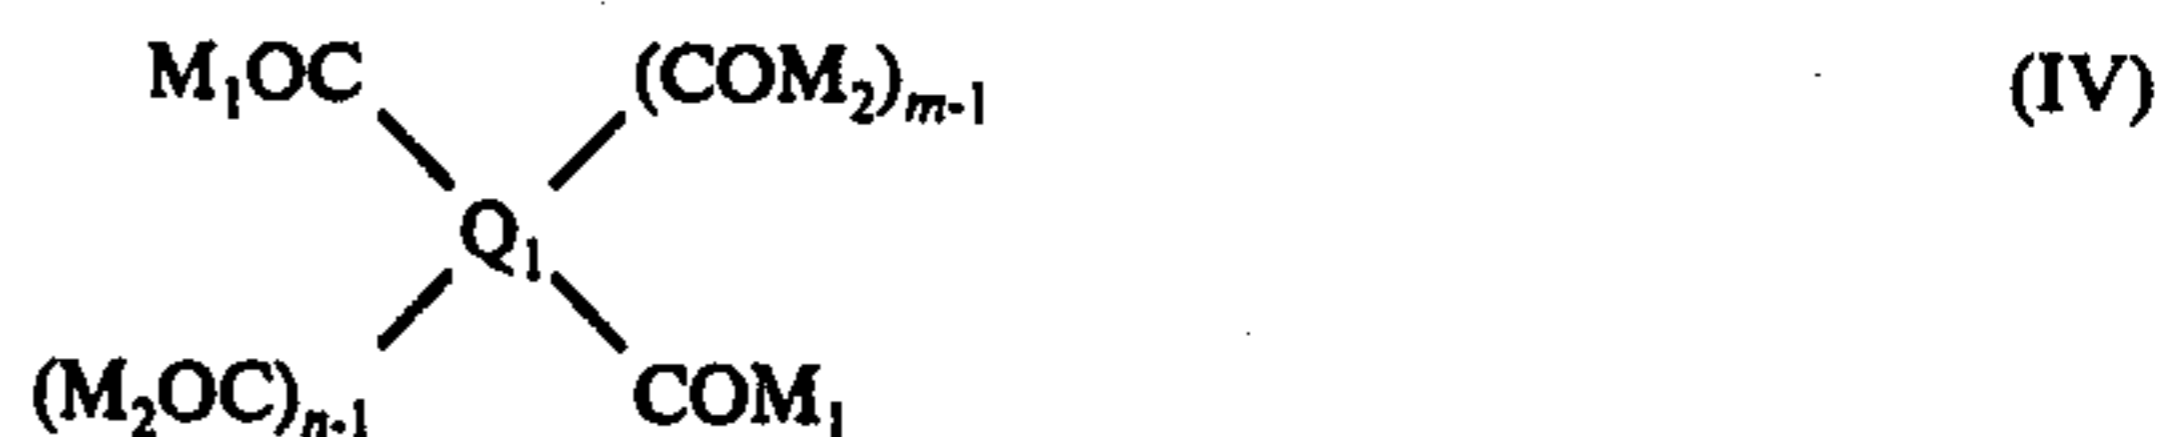 M₁OC (COM₂)ₘ₋₁ (IV)
Q₁
(M₂OC)ₙ₋₁ COM₁